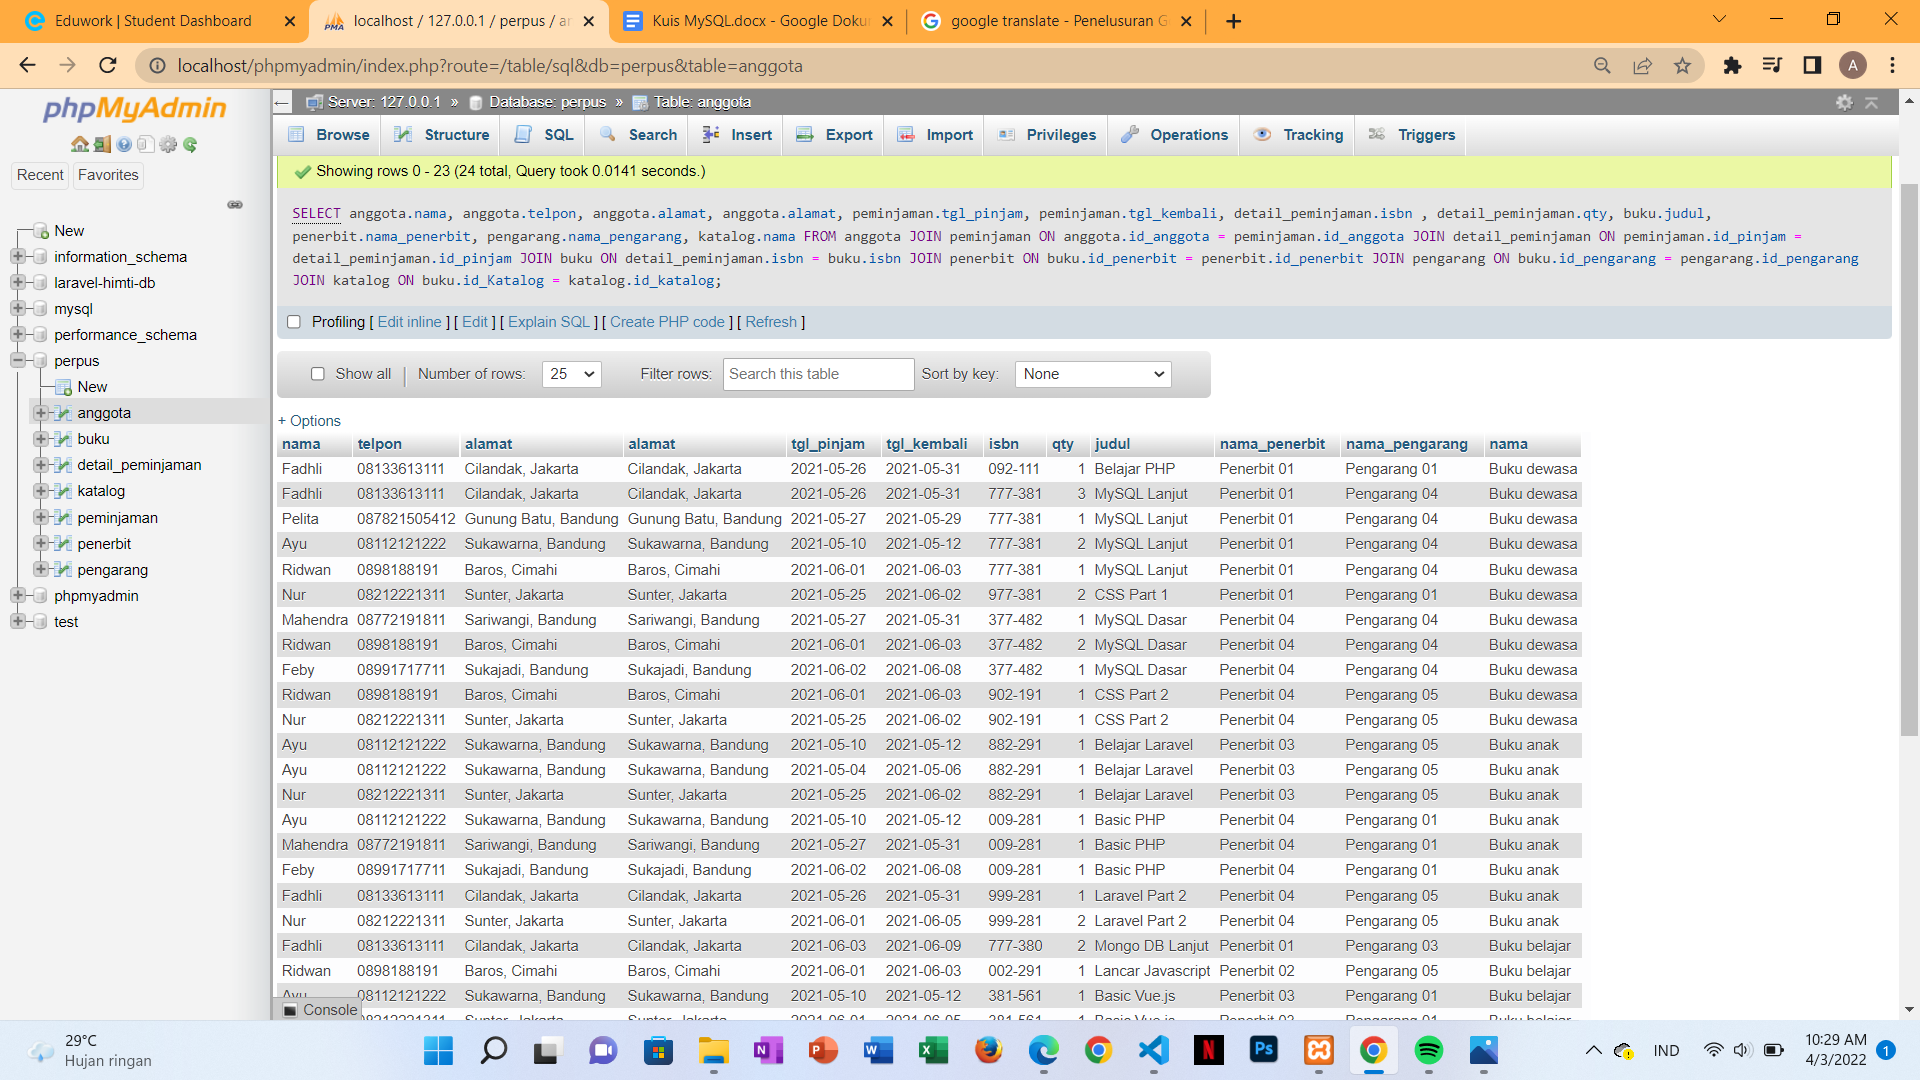 Eduwork | Student Dashboard
localhost / 127.0.0.1 / perpus / an
Kuis MySQL.docx - Google Doku
google translate - Penelusuran G
localhost/phpmyadmin/index.php?route=/table/sql&db=perpus&table=anggota
A
phpMyAdmin
Recent Favorites
New
information_schema
laravel-himti-db
mysql
performance_schema
perpus
New
anggota
buku
detail_peminjaman
katalog
peminjaman
penerbit
pengarang
phpmyadmin
test
Server: 127.0.0.1 » Database: perpus » Table: anggota
Browse Structure SQL Search Insert Export Import Privileges Operations Tracking Triggers
Showing rows 0 - 23 (24 total, Query took 0.0141 seconds.)
SELECT anggota.nama, anggota.telpon, anggota.alamat, anggota.alamat, peminjaman.tgl_pinjam, peminjaman.tgl_kembali, detail_peminjaman.isbn , detail_peminjaman.qty, buku.judul,
penerbit.nama_penerbit, pengarang.nama_pengarang, katalog.nama FROM anggota JOIN peminjaman ON anggota.id_anggota = peminjaman.id_anggota JOIN detail_peminjaman ON peminjaman.id_pinjam =
detail_peminjaman.id_pinjam JOIN buku ON detail_peminjaman.isbn = buku.isbn JOIN penerbit ON buku.id_penerbit = penerbit.id_penerbit JOIN pengarang ON buku.id_pengarang = pengarang.id_pengarang
JOIN katalog ON buku.id_Katalog = katalog.id_katalog;
Profiling [ Edit inline ] [ Edit ] [ Explain SQL ] [ Create PHP code ] [ Refresh ]
Show all | Number of rows: 25 Filter rows: Search this table Sort by key: None
+ Options
nama telpon alamat alamat tgl_pinjam tgl_kembali isbn qty judul nama_penerbit nama_pengarang nama
Fadhli 08133613111 Cilandak, Jakarta Cilandak, Jakarta 2021-05-26 2021-05-31 092-111 1 Belajar PHP Penerbit 01 Pengarang 01 Buku dewasa
Fadhli 08133613111 Cilandak, Jakarta Cilandak, Jakarta 2021-05-26 2021-05-31 777-381 3 MySQL Lanjut Penerbit 01 Pengarang 04 Buku dewasa
Pelita 087821505412 Gunung Batu, Bandung Gunung Batu, Bandung 2021-05-27 2021-05-29 777-381 1 MySQL Lanjut Penerbit 01 Pengarang 04 Buku dewasa
Ayu 08112121222 Sukawarna, Bandung Sukawarna, Bandung 2021-05-10 2021-05-12 777-381 2 MySQL Lanjut Penerbit 01 Pengarang 04 Buku dewasa
Ridwan 0898188191 Baros, Cimahi Baros, Cimahi 2021-06-01 2021-06-03 777-381 1 MySQL Lanjut Penerbit 01 Pengarang 04 Buku dewasa
Nur 08212221311 Sunter, Jakarta Sunter, Jakarta 2021-05-25 2021-06-02 977-381 2 CSS Part 1 Penerbit 01 Pengarang 01 Buku dewasa
Mahendra 08772191811 Sariwangi, Bandung Sariwangi, Bandung 2021-05-27 2021-05-31 377-482 1 MySQL Dasar Penerbit 04 Pengarang 04 Buku dewasa
Ridwan 0898188191 Baros, Cimahi Baros, Cimahi 2021-06-01 2021-06-03 377-482 2 MySQL Dasar Penerbit 04 Pengarang 04 Buku dewasa
Feby 08991717711 Sukajadi, Bandung Sukajadi, Bandung 2021-06-02 2021-06-08 377-482 1 MySQL Dasar Penerbit 04 Pengarang 04 Buku dewasa
Ridwan 0898188191 Baros, Cimahi Baros, Cimahi 2021-06-01 2021-06-03 902-191 1 CSS Part 2 Penerbit 04 Pengarang 05 Buku dewasa
Nur 08212221311 Sunter, Jakarta Sunter, Jakarta 2021-05-25 2021-06-02 902-191 1 CSS Part 2 Penerbit 04 Pengarang 05 Buku dewasa
Ayu 08112121222 Sukawarna, Bandung Sukawarna, Bandung 2021-05-10 2021-05-12 882-291 1 Belajar Laravel Penerbit 03 Pengarang 05 Buku anak
Ayu 08112121222 Sukawarna, Bandung Sukawarna, Bandung 2021-05-04 2021-05-06 882-291 1 Belajar Laravel Penerbit 03 Pengarang 05 Buku anak
Nur 08212221311 Sunter, Jakarta Sunter, Jakarta 2021-05-25 2021-06-02 882-291 1 Belajar Laravel Penerbit 03 Pengarang 05 Buku anak
Ayu 08112121222 Sukawarna, Bandung Sukawarna, Bandung 2021-05-10 2021-05-12 009-281 1 Basic PHP Penerbit 04 Pengarang 01 Buku anak
Mahendra 08772191811 Sariwangi, Bandung Sariwangi, Bandung 2021-05-27 2021-05-31 009-281 1 Basic PHP Penerbit 04 Pengarang 01 Buku anak
Feby 08991717711 Sukajadi, Bandung Sukajadi, Bandung 2021-06-02 2021-06-08 009-281 1 Basic PHP Penerbit 04 Pengarang 01 Buku anak
Fadhli 08133613111 Cilandak, Jakarta Cilandak, Jakarta 2021-05-26 2021-05-31 999-281 1 Laravel Part 2 Penerbit 04 Pengarang 05 Buku anak
Nur 08212221311 Sunter, Jakarta Sunter, Jakarta 2021-06-01 2021-06-05 999-281 2 Laravel Part 2 Penerbit 04 Pengarang 05 Buku anak
Fadhli 08133613111 Cilandak, Jakarta Cilandak, Jakarta 2021-06-03 2021-06-09 777-380 2 Mongo DB Lanjut Penerbit 01 Pengarang 03 Buku belajar
Ridwan 0898188191 Baros, Cimahi Baros, Cimahi 2021-06-01 2021-06-03 002-291 1 Lancar Javascript Penerbit 02 Pengarang 05 Buku belajar
Ayu 08112121222 Sukawarna, Bandung Sukawarna, Bandung 2021-05-10 2021-05-12 381-561 1 Basic Vue.js Penerbit 03 Pengarang 01 Buku belajar
Console
29°C
Hujan ringan
IND
10:29 AM
4/3/2022
1